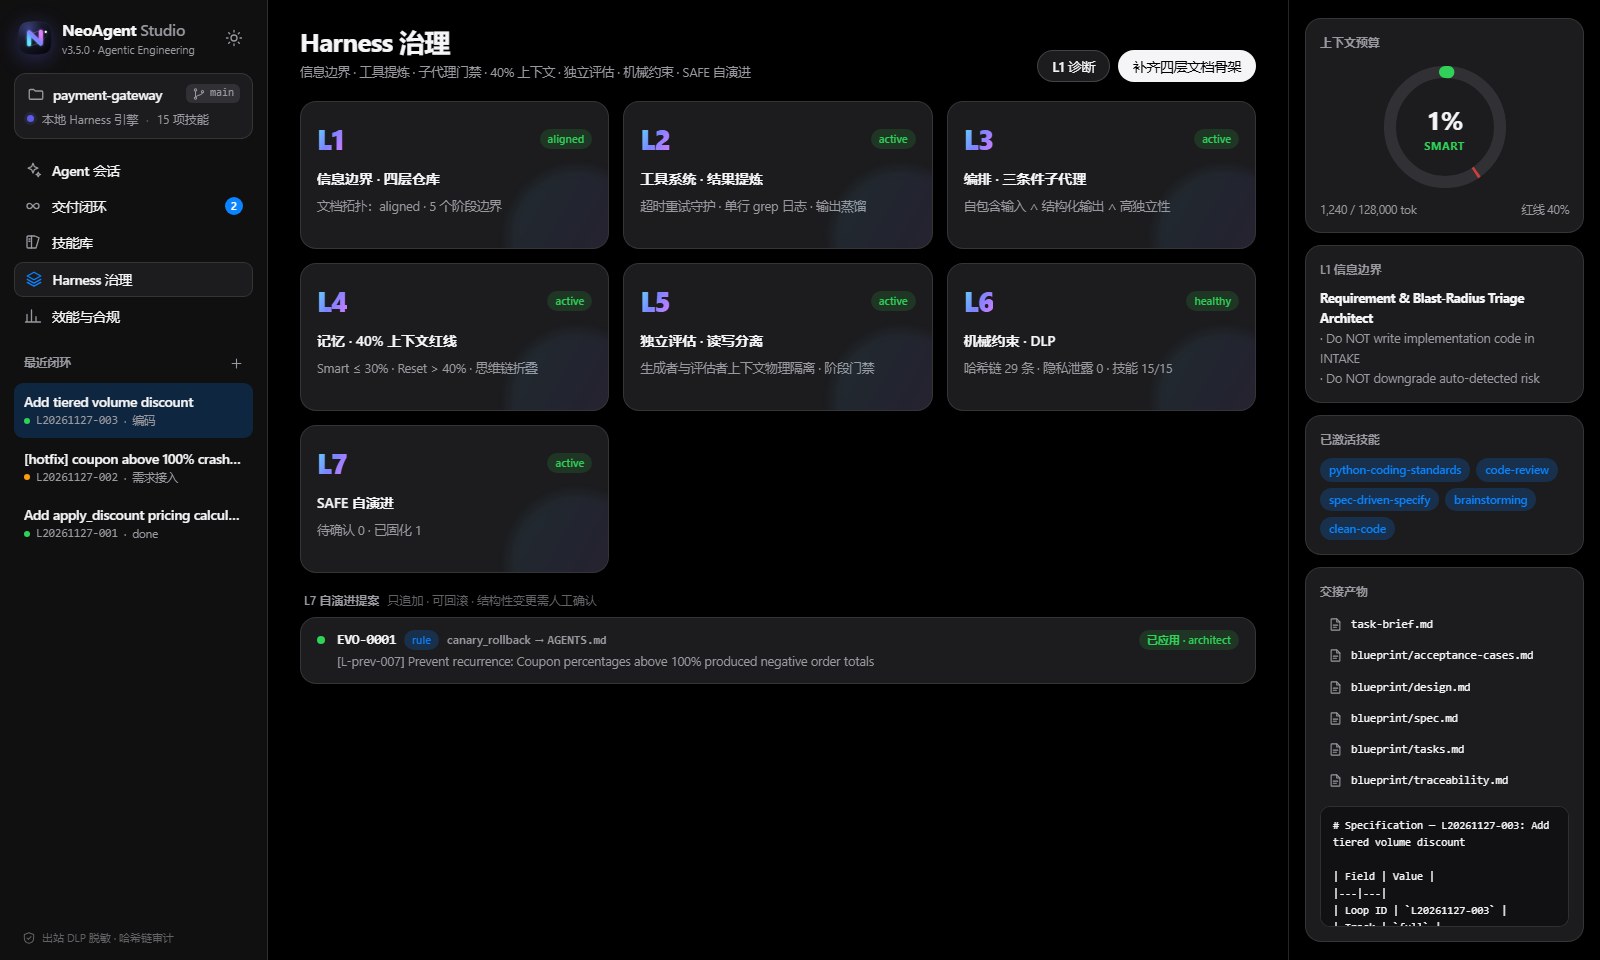 NeoAgent Studio
v3.5.0 · Agentic Engineering
payment-gateway
main
本地 Harness 引擎 · 15 项技能
Agent 会话
交付闭环
2
技能库
Harness 治理
效能与合规
最近闭环
Add tiered volume discount
L20261127-003 · 编码
[hotfix] coupon above 100% crash...
L20261127-002 · 需求接入
Add apply_discount pricing calcul...
L20261127-001 · done
出站 DLP 脱敏 · 哈希链审计
Harness 治理
信息边界 · 工具提炼 · 子代理门禁 · 40% 上下文 · 独立评估 · 机械约束 · SAFE 自演进
L1 诊断
补齐四层文档骨架
L1
aligned
信息边界 · 四层仓库
文档拓扑：aligned · 5 个阶段边界
L2
active
工具系统 · 结果提炼
超时重试守护 · 单行 grep 日志 · 输出蒸馏
L3
active
编排 · 三条件子代理
自包含输入 ∧ 结构化输出 ∧ 高独立性
L4
active
记忆 · 40% 上下文红线
Smart ≤ 30% · Reset > 40% · 思维链折叠
L5
active
独立评估 · 读写分离
生成者与评估者上下文物理隔离 · 阶段门禁
L6
healthy
机械约束 · DLP
哈希链 29 条 · 隐私泄露 0 · 技能 15/15
L7
active
SAFE 自演进
待确认 0 · 已固化 1
L7 自演进提案 只追加 · 可回滚 · 结构性变更需人工确认
EVO-0001 rule canary_rollback → AGENTS.md
已应用 · architect
[L-prev-007] Prevent recurrence: Coupon percentages above 100% produced negative order totals
上下文预算
1%
SMART
1,240 / 128,000 tok
红线 40%
L1 信息边界
Requirement & Blast-Radius Triage
Architect
· Do NOT write implementation code in
INTAKE
· Do NOT downgrade auto-detected risk
已激活技能
python-coding-standards
code-review
spec-driven-specify
brainstorming
clean-code
交接产物
task-brief.md
blueprint/acceptance-cases.md
blueprint/design.md
blueprint/spec.md
blueprint/tasks.md
blueprint/traceability.md
# Specification — L20261127-003: Add
tiered volume discount
| Field | Value |
|---|---|
| Loop ID | `L20261127-003` |
| Track | `full` |